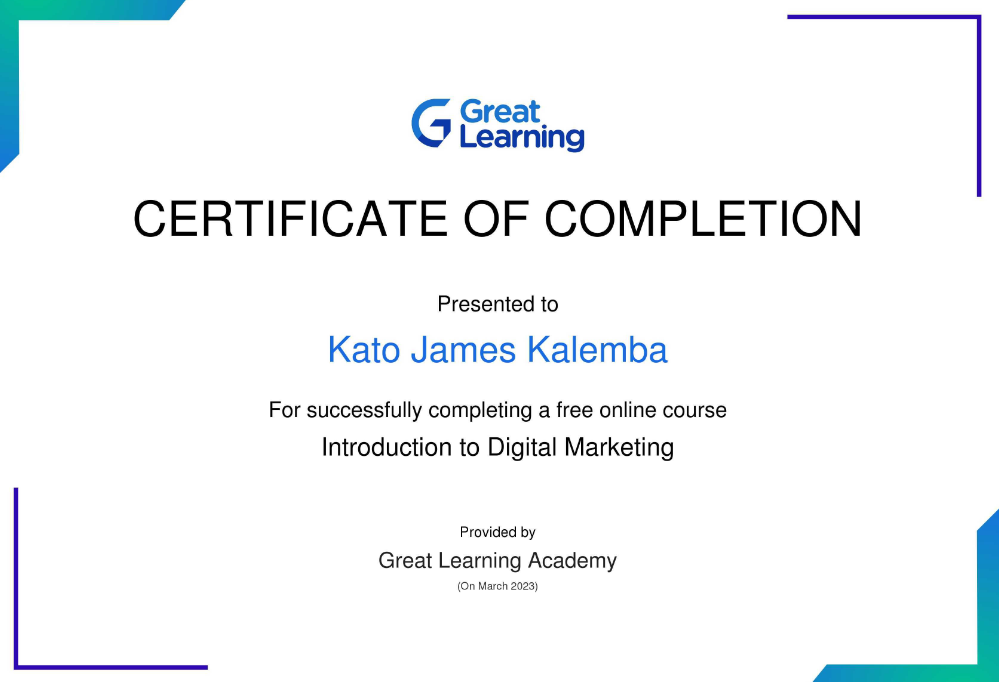 Great
Learning
CERTIFICATE OF COMPLETION
Presented to
Kato James Kalemba
For successfully completing a free online course
Introduction to Digital Marketing
Provided by
Great Learning Academy
(On March 2023)